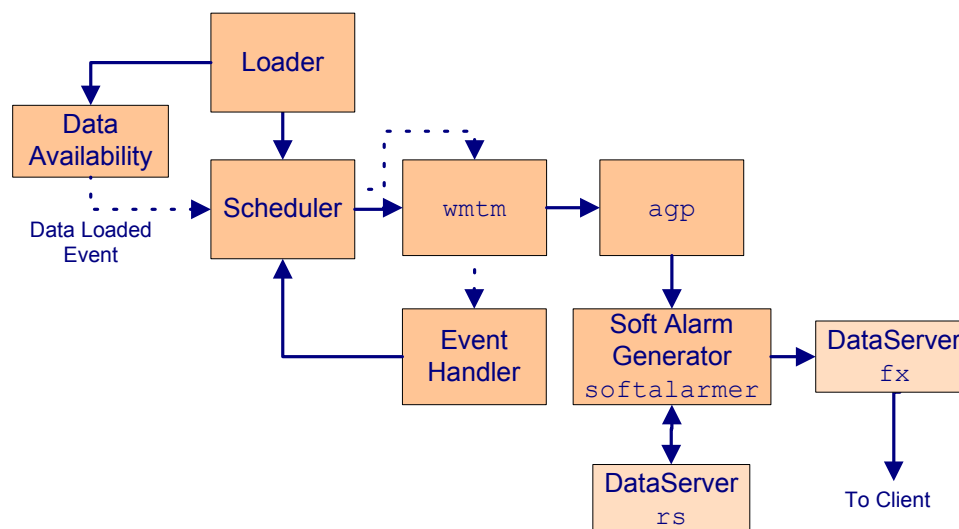 Loader
Data
Availability
Scheduler
wmtm
agp
Data Loaded
Event
Event
Handler
Soft Alarm
Generator
softalarmer
DataServer
fx
DataServer
rs
To Client